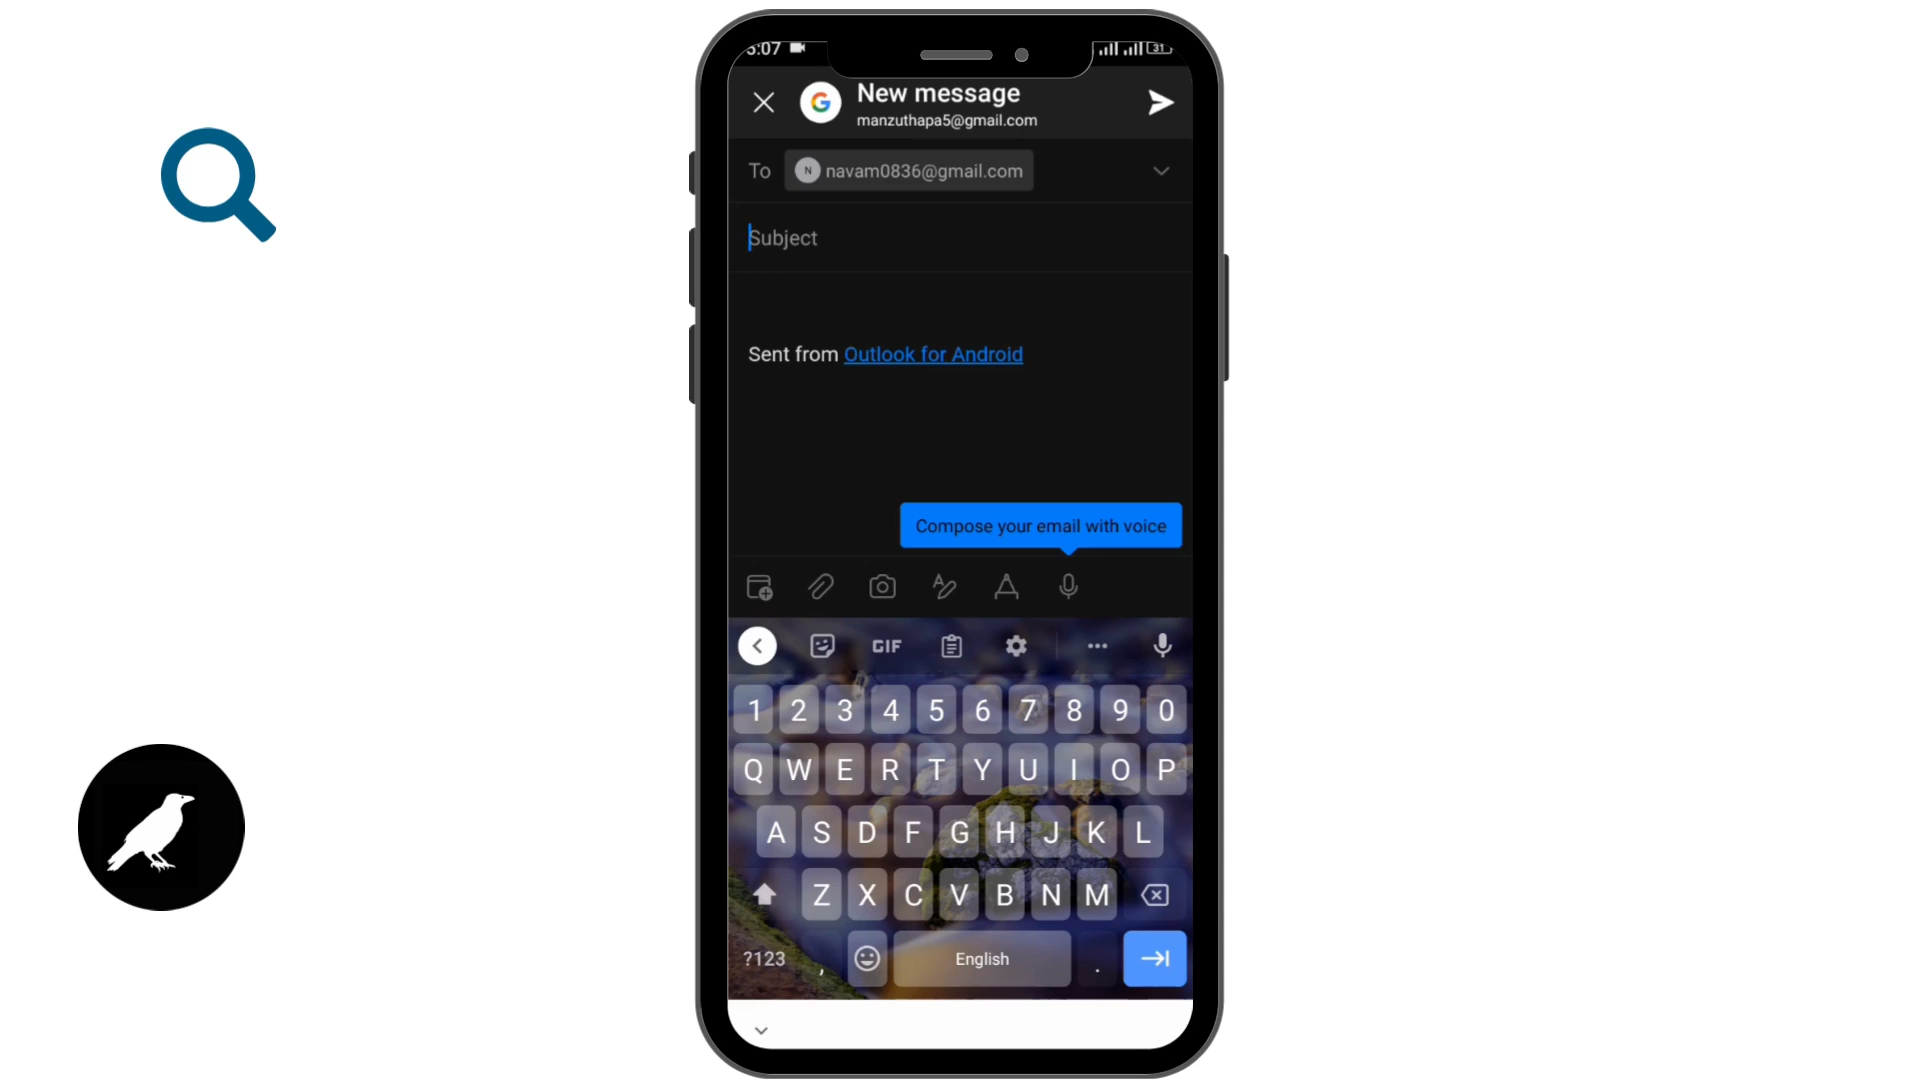 5:07 31
New message
manzuthapa5@gmail.com
To N navam0836@gmail.com
Subject
Sent from Outlook for Android
Compose your email with voice
GIF
1 2 3 4 5 6 7 8 9 0
Q W E R T Y U I O P
A S D F G H J K L
Z X C V B N M
?123 , English .